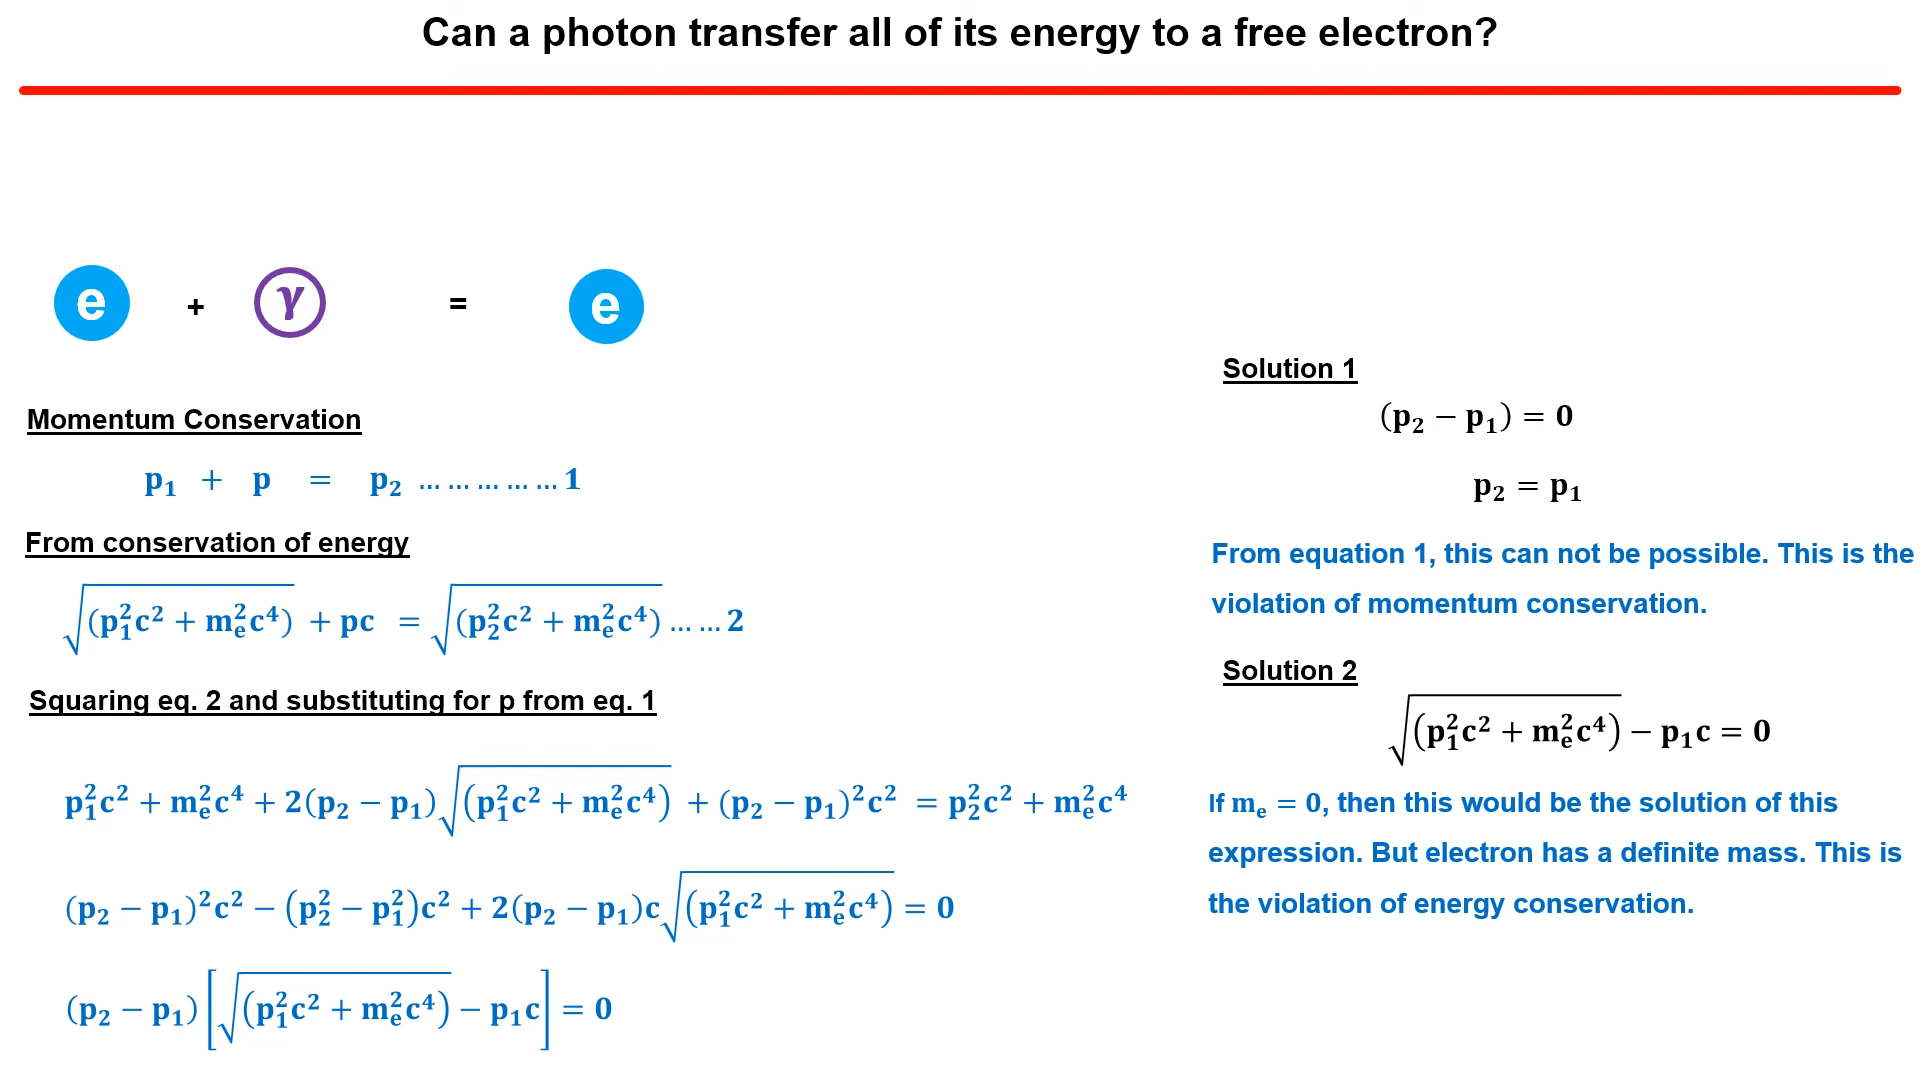 Can a photon transfer all of its energy to a free electron?
e + γ = e
Momentum Conservation
p₁ + p = p₂ … … … … … 1
From conservation of energy
√(p₁²c² + mₑ²c⁴) + pc = √(p₂²c² + mₑ²c⁴) … … 2
Squaring eq. 2 and substituting for p from eq. 1
p₁²c² + mₑ²c⁴ + 2(p₂ − p₁)√(p₁²c² + mₑ²c⁴) + (p₂ − p₁)²c² = p₂²c² + mₑ²c⁴
(p₂ − p₁)²c² − (p₂² − p₁²)c² + 2(p₂ − p₁)c√(p₁²c² + mₑ²c⁴) = 0
(p₂ − p₁)[√(p₁²c² + mₑ²c⁴) − p₁c] = 0
Solution 1
(p₂ − p₁) = 0
p₂ = p₁
From equation 1, this can not be possible. This is the
violation of momentum conservation.
Solution 2
√(p₁²c² + mₑ²c⁴) − p₁c = 0
If mₑ = 0, then this would be the solution of this
expression. But electron has a definite mass. This is
the violation of energy conservation.